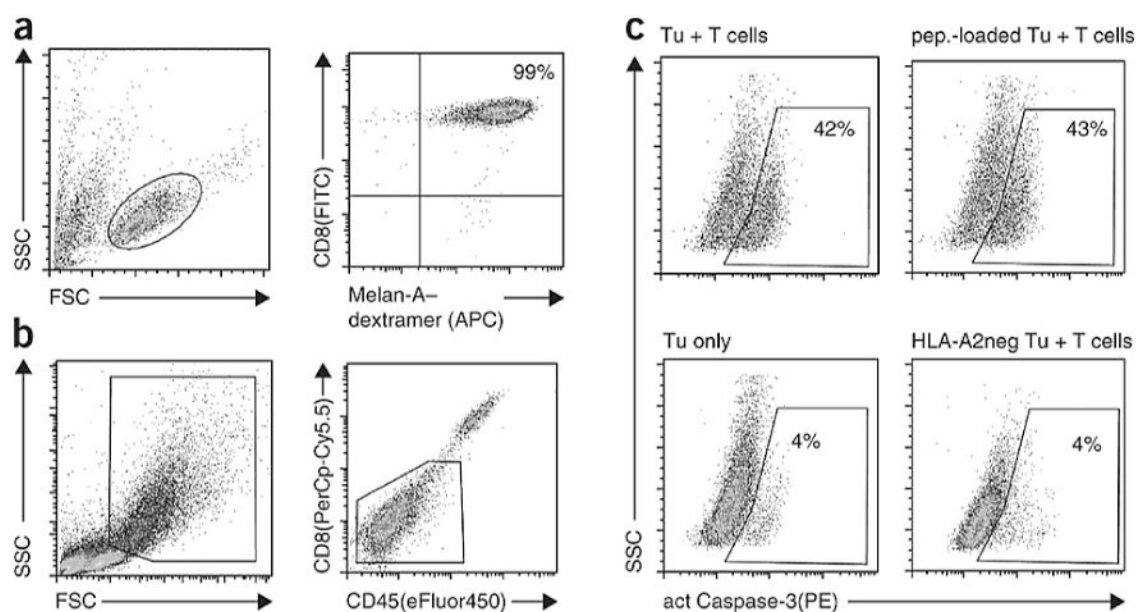 a
SSC
FSC
99%
CD8(FITC)
Melan-A–
dextramer (APC)
b
SSC
FSC
CD8(PerCp-Cy5.5)
CD45(eFluor450)
c
Tu + T cells
pep.-loaded Tu + T cells
42%
43%
Tu only
HLA-A2neg Tu + T cells
4%
4%
SSC
act Caspase-3(PE)